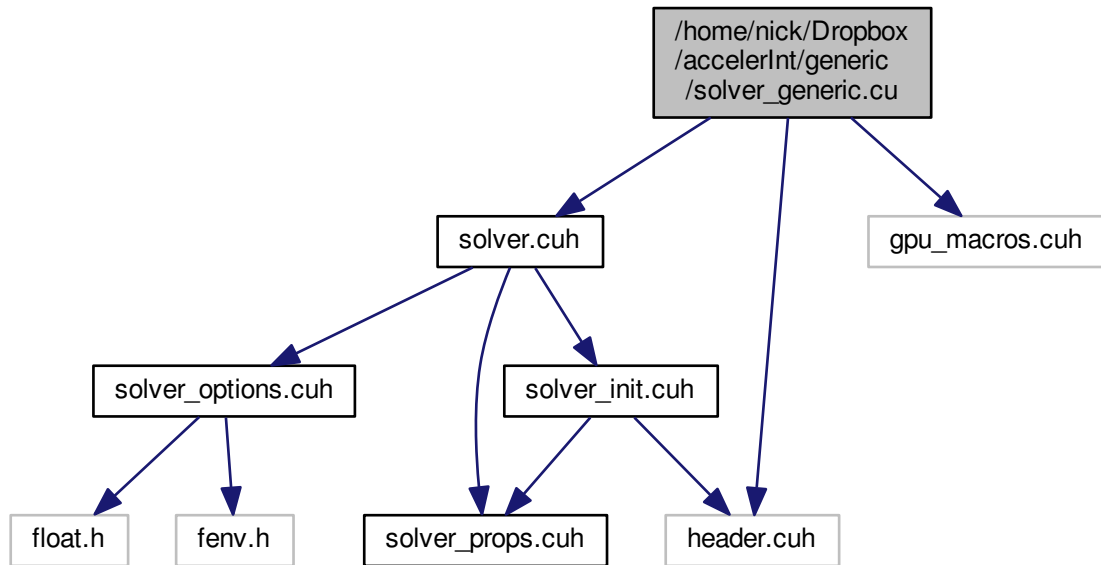 /home/nick/Dropbox
/accelerInt/generic
/solver_generic.cu
solver.cuh
gpu_macros.cuh
solver_options.cuh
solver_init.cuh
float.h
fenv.h
solver_props.cuh
header.cuh